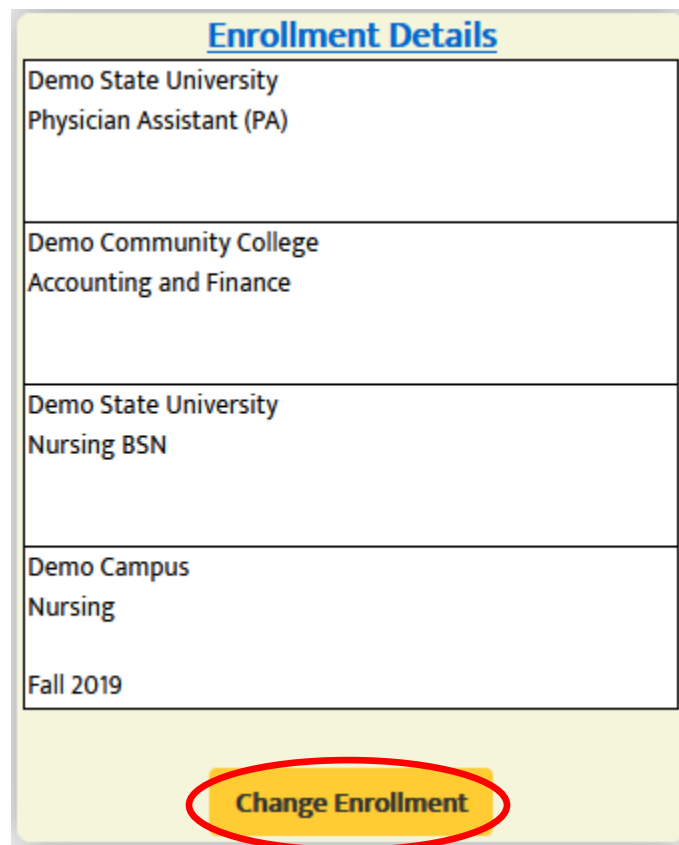 Enrollment Details
Demo State University
Physician Assistant (PA)
Demo Community College
Accounting and Finance
Demo State University
Nursing BSN
Demo Campus
Nursing
Fall 2019
Change Enrollment